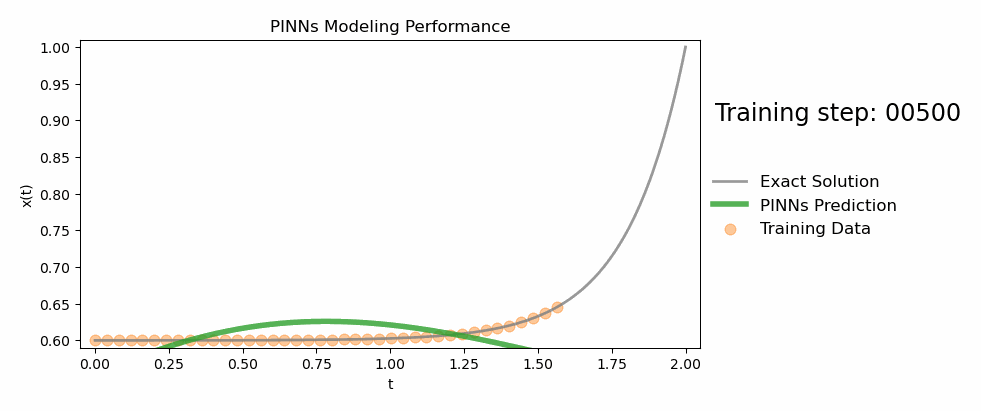 PINNs Modeling Performance
1.00
0.95
0.90
0.85
0.80
0.75
0.70
0.65
0.60
x(t)
0.00 0.25 0.50 0.75 1.00 1.25 1.50 1.75 2.00
t
Training step: 00500
Exact Solution
PINNs Prediction
Training Data